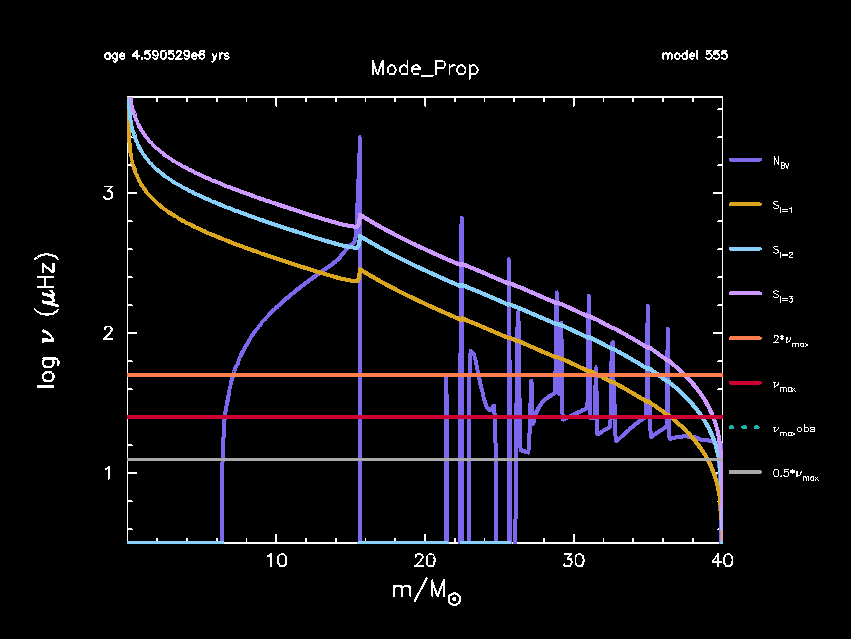 age 4.590529e6 yrs
model 555
Mode_Prop
log ν (μHz)
3
2
1
10
20
30
40
m/M☉
N_BV
S_l=1
S_l=2
S_l=3
2*ν_max
ν_max
ν_max obs
0.5*ν_max